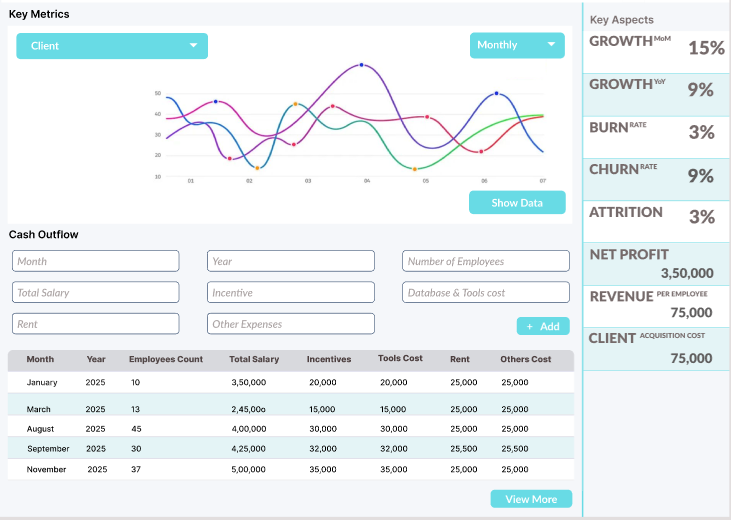 Key Metrics
Client
Monthly
50
40
30
20
10
01 02 03 04 05 06 07
Show Data
Cash Outflow
Month Year Number of Employees
Total Salary Incentive Database & Tools cost
Rent Other Expenses
+ Add
Month Year Employees Count Total Salary Incentives Tools Cost Rent Others Cost
January 2025 10 3,50,000 20,000 20,000 25,000 25,000
March 2025 13 2,45,00o 15,000 15,000 25,000 25,000
August 2025 45 4,00,000 30,000 30,000 25,000 25,000
September 2025 30 4,25,000 32,000 32,000 25,500 25,500
November 2025 37 5,00,000 35,000 35,000 25,000 25,000
View More
Key Aspects
GROWTH MoM 15%
GROWTH YoY 9%
BURN RATE 3%
CHURN RATE 9%
ATTRITION 3%
NET PROFIT
3,50,000
REVENUE PER EMPLOYEE
75,000
CLIENT ACQUISITION COST
75,000